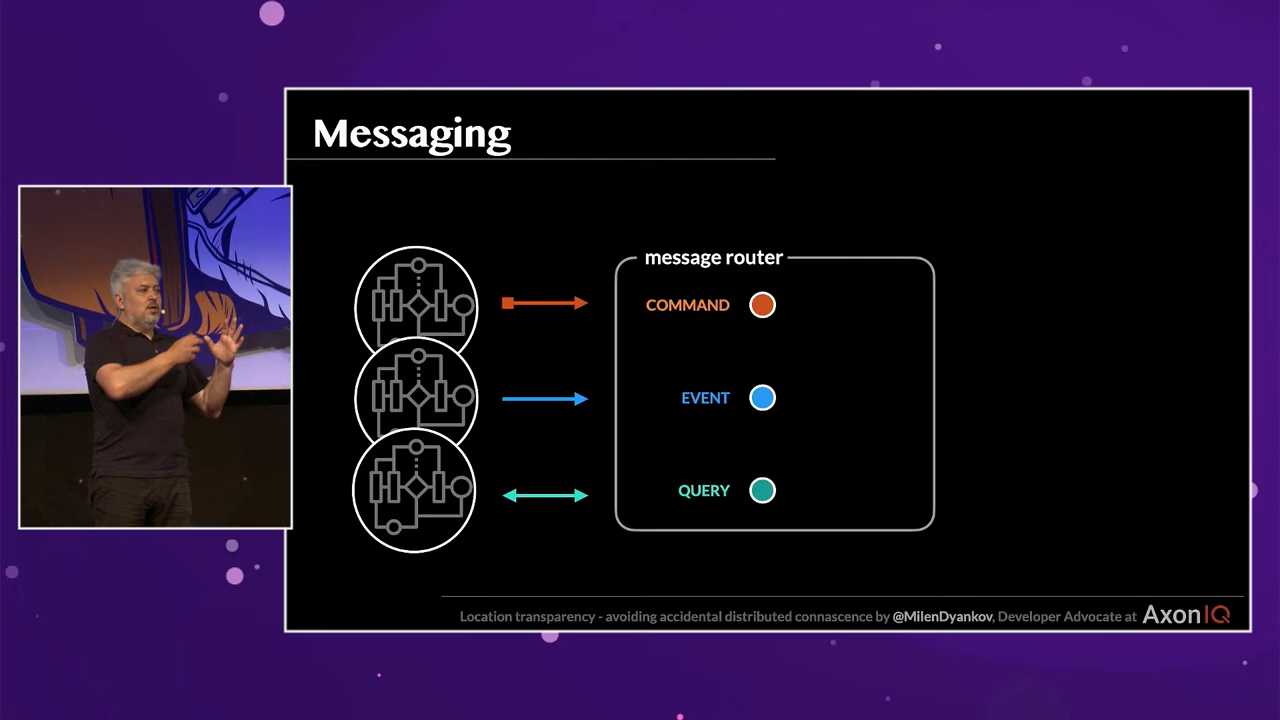 Messaging
message router
COMMAND
EVENT
QUERY
Location transparency - avoiding accidental distributed connascence by @MilenDyankov, Developer Advocate at AxonIQ